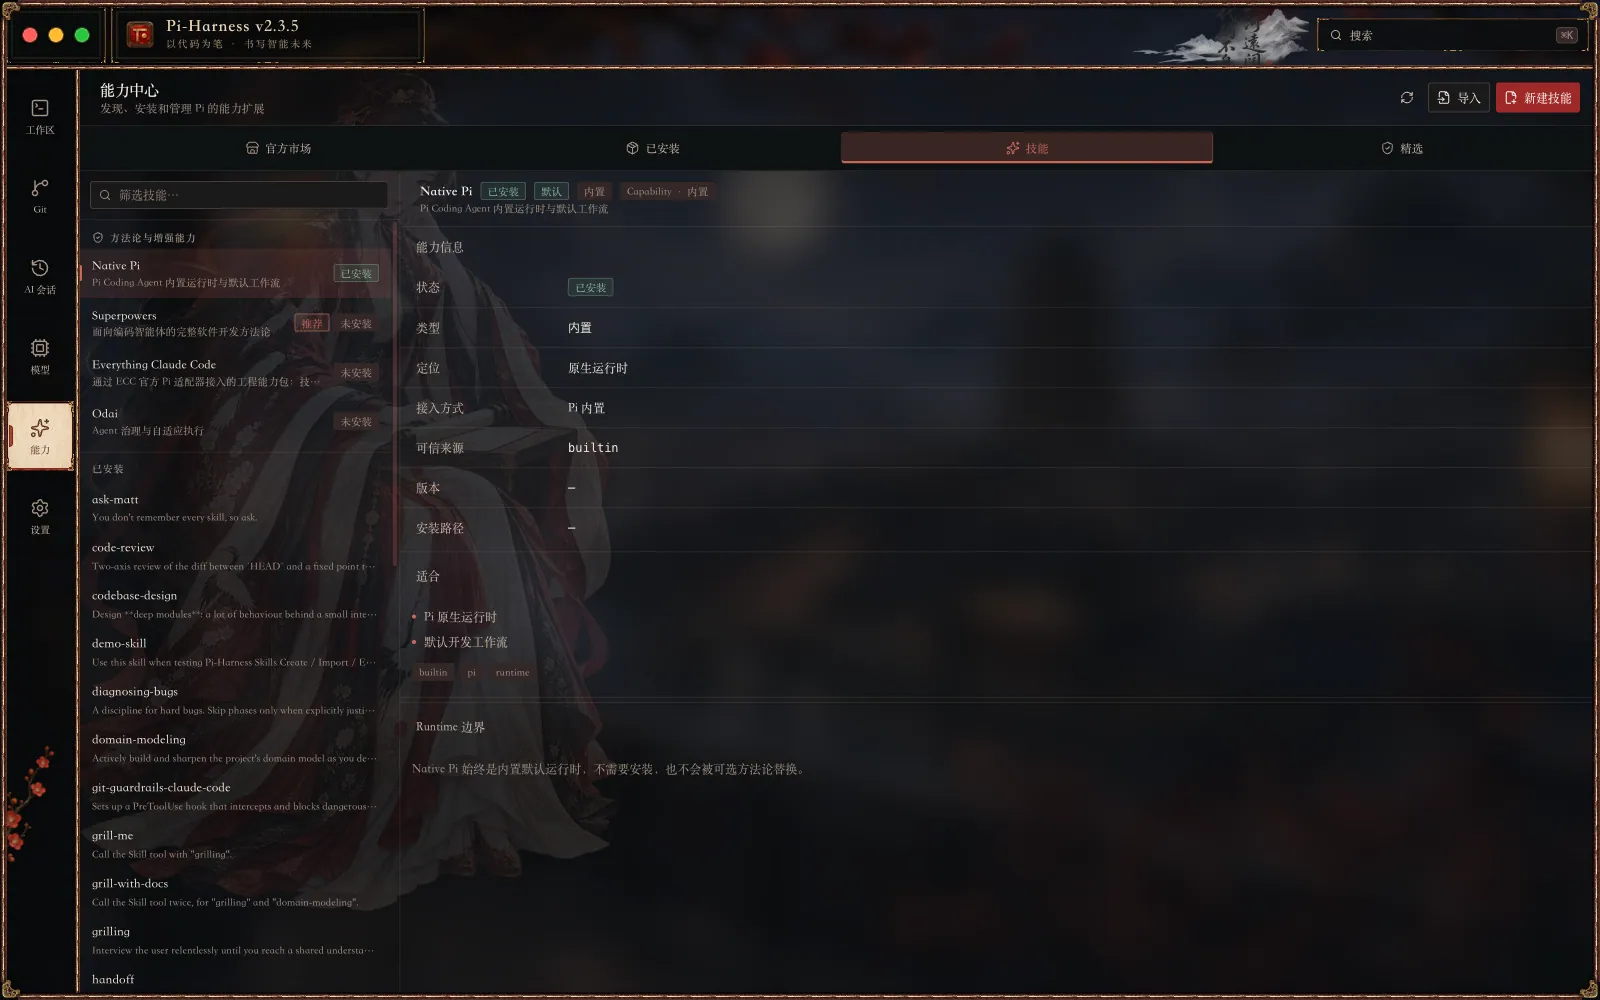 Pi-Harness v2.3.5
以代码为笔 · 书写智能未来
搜索
⌘K
工作区
Git
AI 会话
模型
能力
设置
能力中心
发现、安装和管理 Pi 的能力扩展
导入
新建技能
官方市场
已安装
技能
精选
筛选技能…
方法论与增强能力
Native Pi
已安装
Pi Coding Agent 内置运行时与默认工作流
Superpowers
推荐
未安装
面向编码智能体的完整软件开发方法论
Everything Claude Code
未安装
通过 ECC 官方 Pi 适配器接入的工程能力包：技…
Odai
未安装
Agent 治理与自适应执行
已安装
ask-matt
You don't remember every skill, so ask.
code-review
Two-axis review of the diff between `HEAD` and a fixed point t…
codebase-design
Design **deep modules**: a lot of behaviour behind a small inte…
demo-skill
Use this skill when testing Pi-Harness Skills Create / Import / E…
diagnosing-bugs
A discipline for hard bugs. Skip phases only when explicitly justi…
domain-modeling
Actively build and sharpen the project's domain model as you de…
git-guardrails-claude-code
Sets up a PreToolUse hook that intercepts and blocks dangerous…
grill-me
Call the Skill tool with "grilling".
grill-with-docs
Call the Skill tool twice, for "grilling" and "domain-modeling".
grilling
Interview the user relentlessly until you reach a shared understa…
handoff
Native Pi 已安装 默认 内置 Capability · 内置
Pi Coding Agent 内置运行时与默认工作流
能力信息
状态 已安装
类型 内置
定位 原生运行时
接入方式 Pi 内置
可信来源 builtin
版本 —
安装路径 —
适合
• Pi 原生运行时
• 默认开发工作流
builtin pi runtime
Runtime 边界
Native Pi 始终是内置默认运行时，不需要安装，也不会被可选方法论替换。